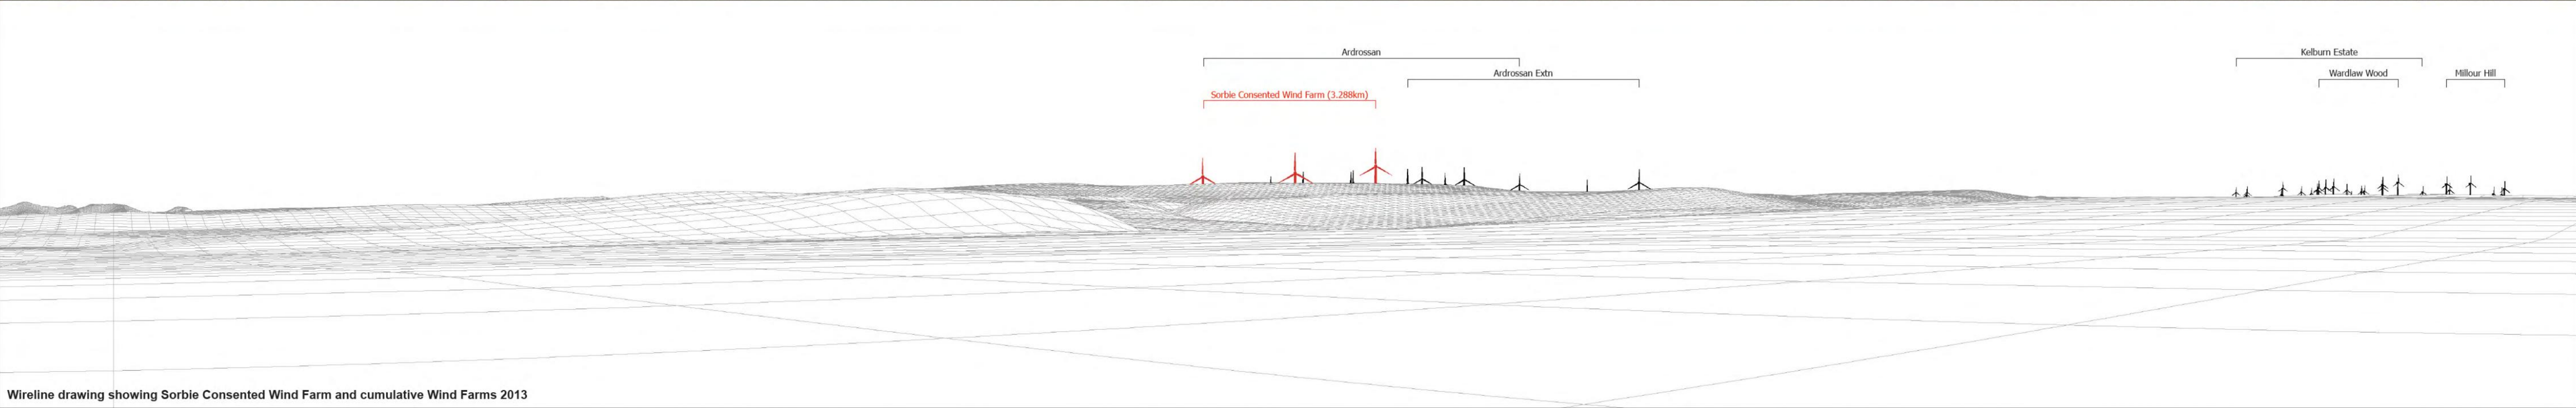 Ardrossan
Kelburn Estate
Ardrossan Extn
Wardlaw Wood
Millour Hill
Sorbie Consented Wind Farm (3.288km)
Wireline drawing showing Sorbie Consented Wind Farm and cumulative Wind Farms 2013